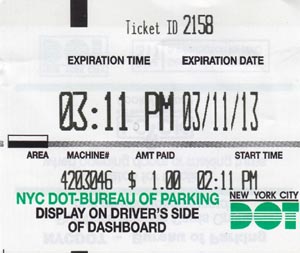 Ticket ID 2158
EXPIRATION TIME EXPIRATION DATE
03:11 PM 03/11/13
AREA MACHINE# AMT PAID START TIME
4203046 $ 1.00 02:11 PM
NYC DOT-BUREAU OF PARKING NEW YORK CITY
DISPLAY ON DRIVER'S SIDE DOT
OF DASHBOARD